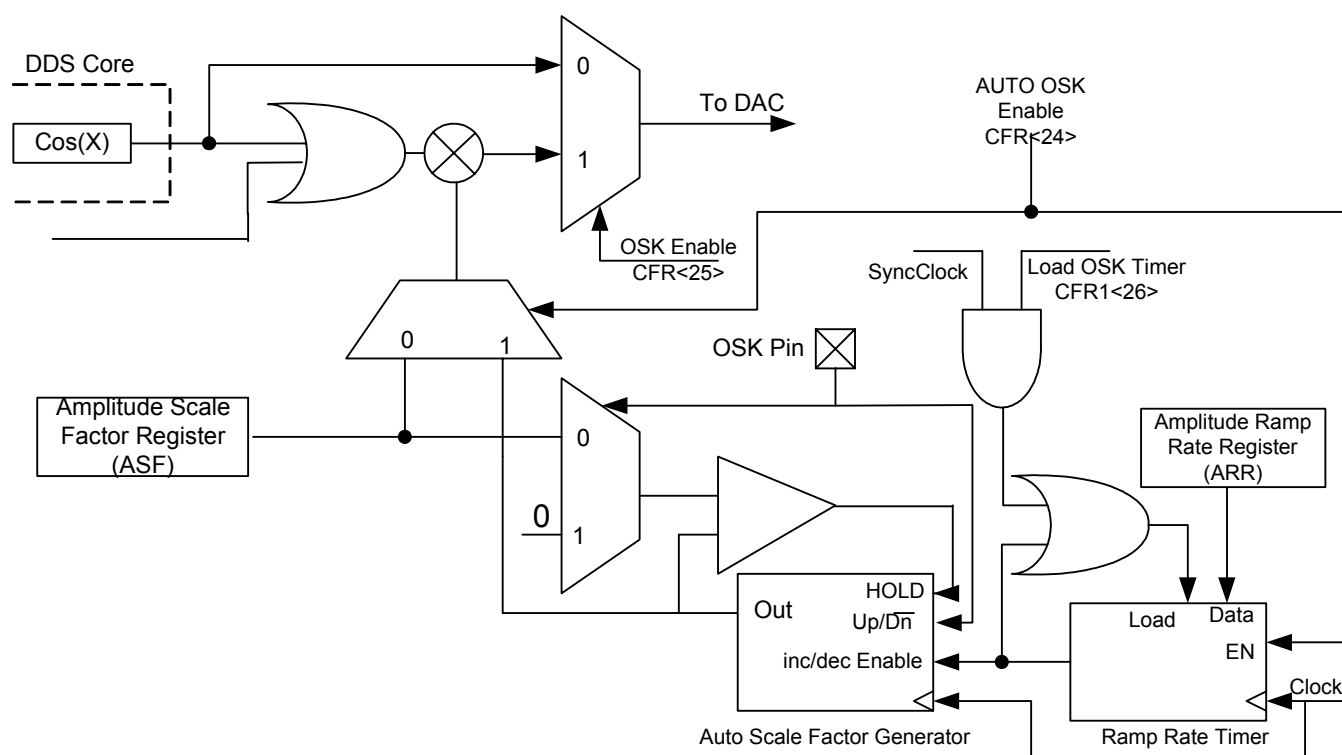 DDS Core
Cos(X)
0
1
To DAC
OSK Enable
CFR<25>
AUTO OSK
Enable
CFR<24>
SyncClock
Load OSK Timer
CFR1<26>
0
1
OSK Pin
Amplitude Scale
Factor Register
(ASF)
0
0
1
Amplitude Ramp
Rate Register
(ARR)
Out
HOLD
Up/Dn
inc/dec Enable
Load
Data
EN
Clock
Auto Scale Factor Generator
Ramp Rate Timer